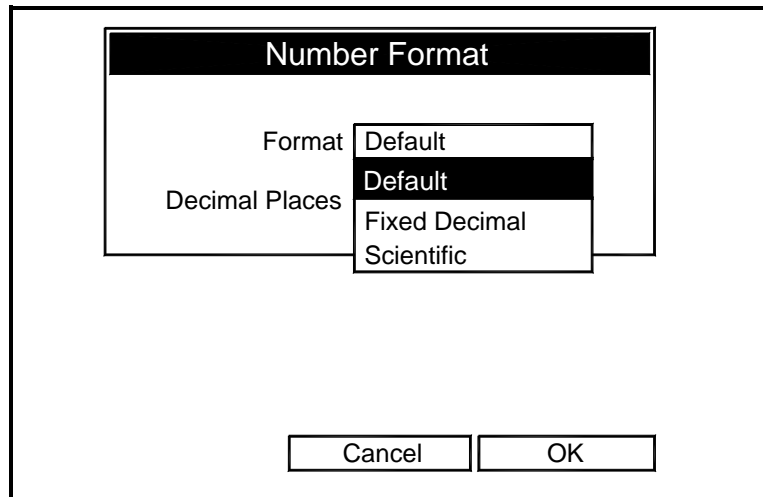 Number Format
Format Default
Default
Decimal Places
Fixed Decimal
Scientific
Cancel OK